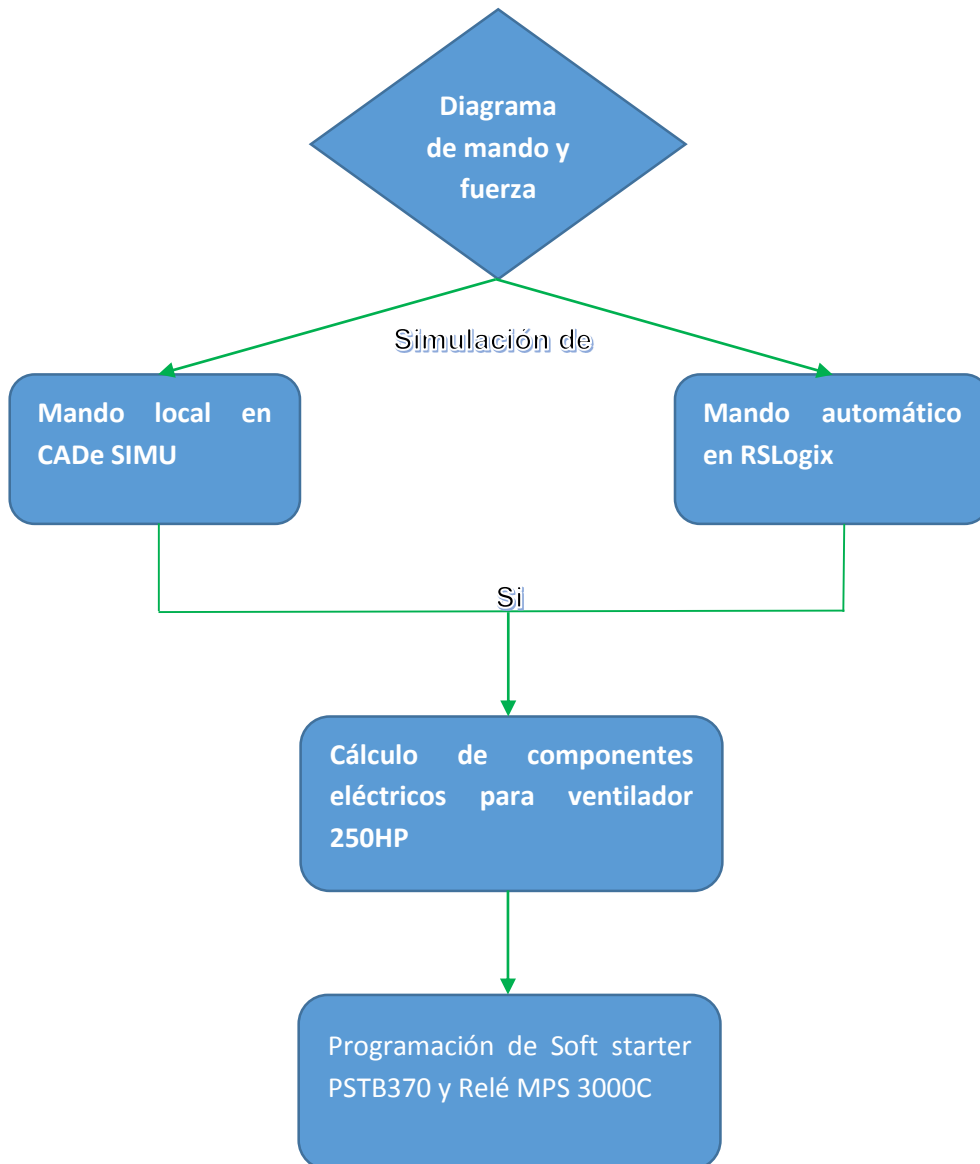 Diagrama
de mando y
fuerza
Simulación de
Mando local en
CADe SIMU
Mando automático
en RSLogix
Si
Cálculo de componentes
eléctricos para ventilador
250HP
Programación de Soft starter
PSTB370 y Relé MPS 3000C